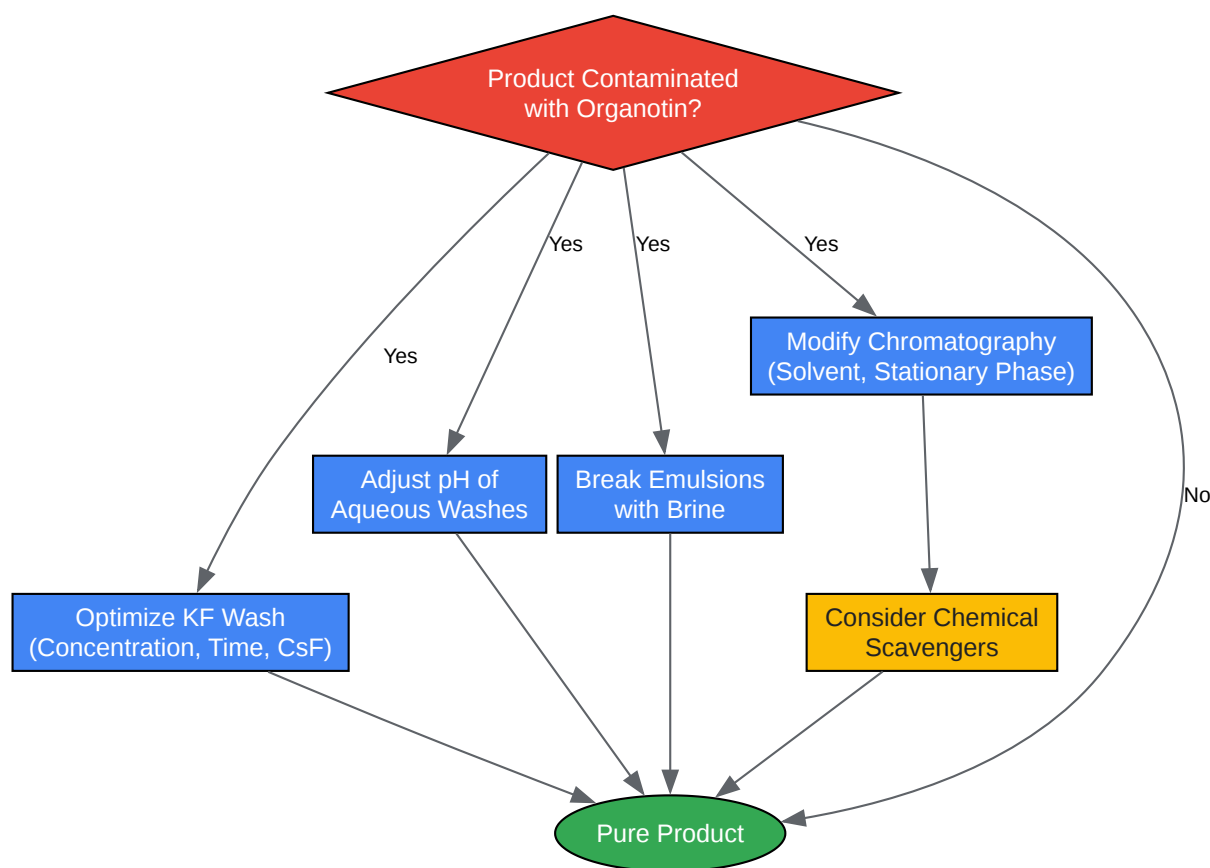 Product Contaminated
with Organotin?
Yes
Yes
Yes
Yes
No
Modify Chromatography
(Solvent, Stationary Phase)
Adjust pH of
Aqueous Washes
Break Emulsions
with Brine
Optimize KF Wash
(Concentration, Time, CsF)
Consider Chemical
Scavengers
Pure Product